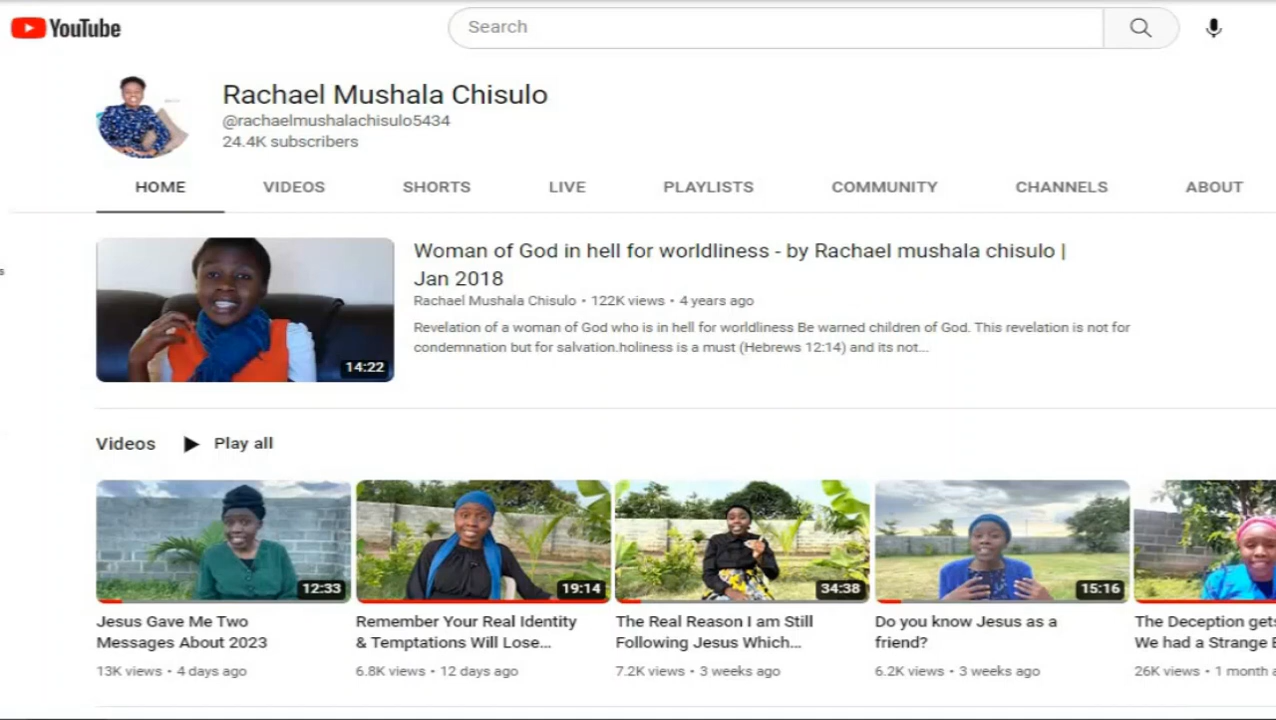 YouTube
Search
Rachael Mushala Chisulo
@rachaelmushalachisulo5434
24.4K subscribers
HOME VIDEOS SHORTS LIVE PLAYLISTS COMMUNITY CHANNELS ABOUT
Woman of God in hell for worldliness - by Rachael mushala chisulo |
Jan 2018
Rachael Mushala Chisulo • 122K views • 4 years ago
Revelation of a woman of God who is in hell for worldliness Be warned children of God. This revelation is not for
condemnation but for salvation.holiness is a must (Hebrews 12:14) and its not...
14:22
Videos Play all
12:33 19:14 34:38 15:16
Jesus Gave Me Two
Messages About 2023
13K views • 4 days ago
Remember Your Real Identity
& Temptations Will Lose...
6.8K views • 12 days ago
The Real Reason I am Still
Following Jesus Which...
7.2K views • 3 weeks ago
Do you know Jesus as a
friend?
6.2K views • 3 weeks ago
The Deception gets
We had a Strange
26K views • 1 month